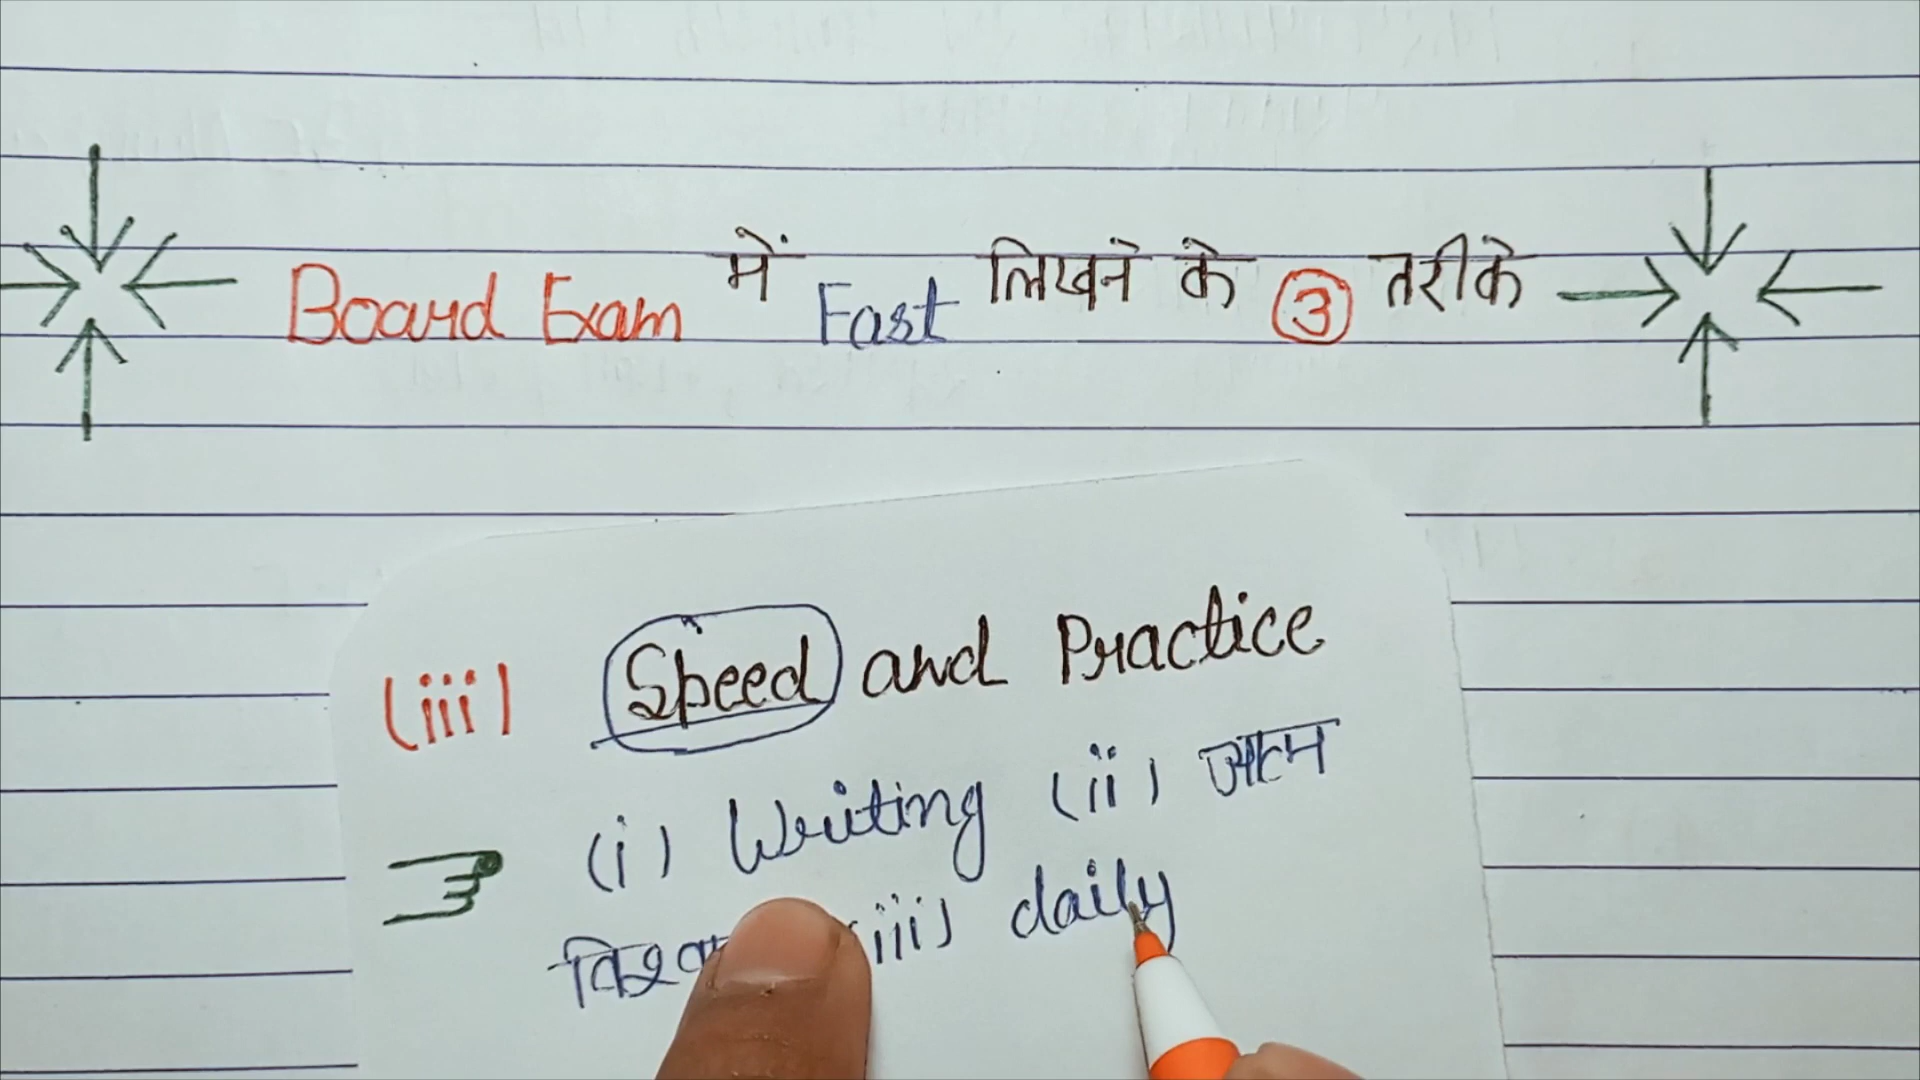 Board Exam में Fast लिखने के 3 तरीके
(iii) Speed and Practice
(i) Writing (ii) आत्म
(iii) daily